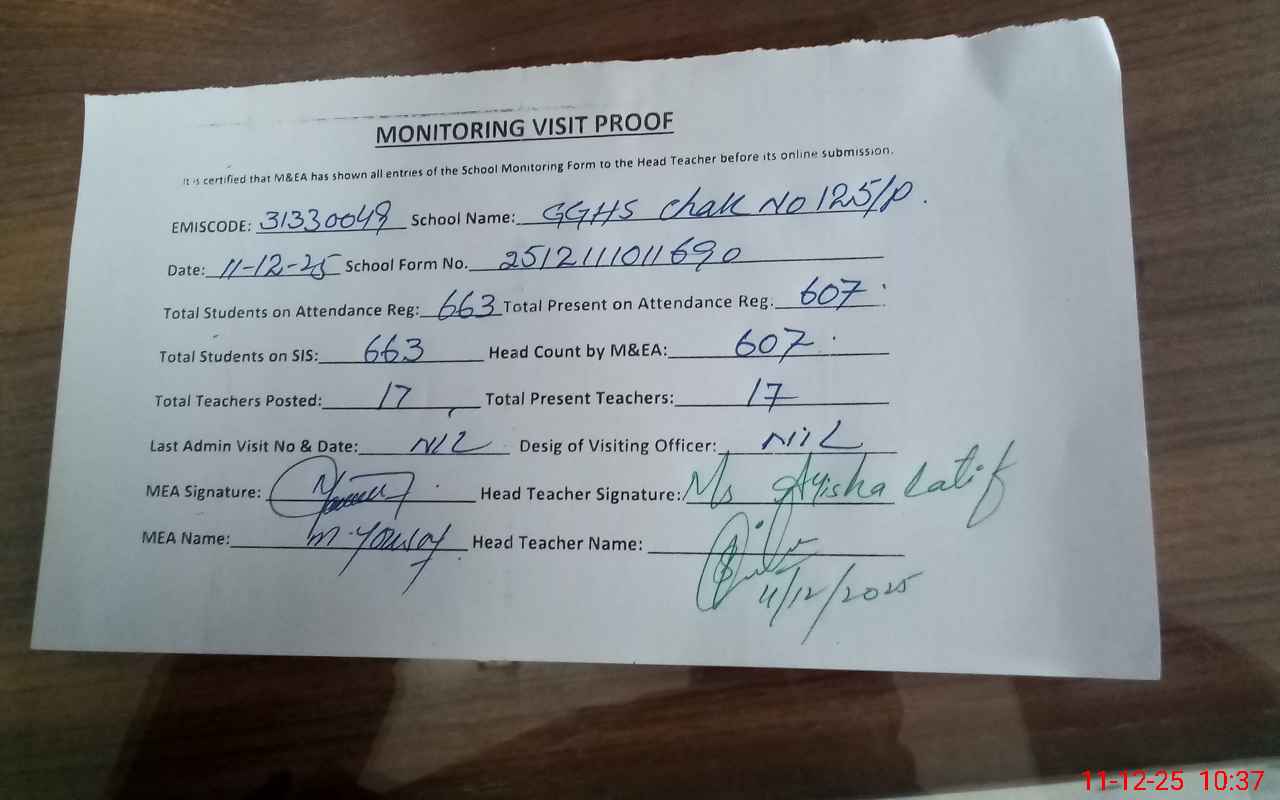 MONITORING VISIT PROOF
It is certified that M&EA has shown all entries of the School Monitoring Form to the Head Teacher before its online submission.
EMISCODE: 31330049 School Name: GGHS Chak No 125/P.
Date: 11-12-25 School Form No. 2512111011690
Total Students on Attendance Reg: 663 Total Present on Attendance Reg: 607
Total Students on SIS: 663 Head Count by M&EA: 607
Total Teachers Posted: 17 Total Present Teachers: 17
Last Admin Visit No & Date: NIL Desig of Visiting Officer: NIL
MEA Signature: Head Teacher Signature: Ms Ayisha Latif
MEA Name: M. Yousaf Head Teacher Name:
11/12/2025
11-12-25 10:37